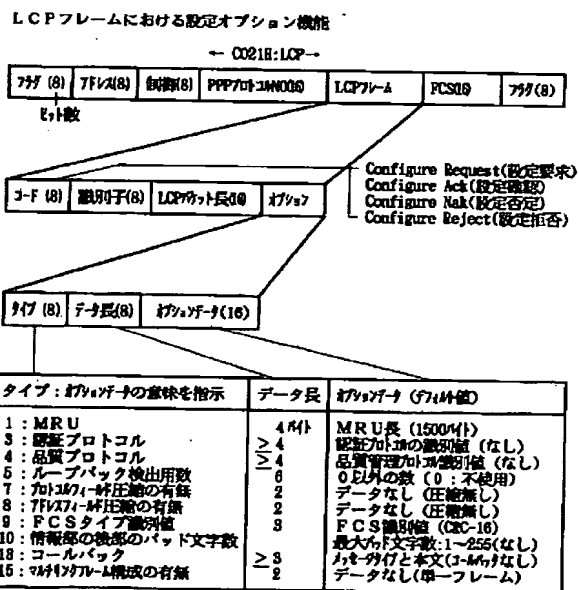 LCPフレームにおける設定オプション機能
← C021H:LCP→
フラグ (8) アドレス(8) 制御(8) PPPプロトコルNO(16) LCPフレーム FCS(16) フラグ(8)
ビット数
コード (8) 識別子(8) LCPパケット長(16) オプション
Configure Request(設定要求)
Configure Ack(設定確認)
Configure Nak(設定否定)
Configure Reject(設定拒否)
タイプ (8) データ長(8) オプションデータ(16)
タイプ:オプションデータの意味を指示 データ長 オプションデータ (デフォルト値)
1:MRU 4バイト MRU長 (1500バイト)
3:認証プロトコル ≧4 認証プロトコルの識別値 (なし)
4:品質プロトコル ≧4 品質管理プロトコル識別値 (なし)
5:ループバック検出用数 6 0以外の数 (0:不使用)
7:プロトコルフィールド圧縮の有無 2 データなし (圧縮無し)
8:アドレスフィールド圧縮の有無 2 データなし (圧縮無し)
9:FCSタイプ識別値 3 FCS識別値 (CRC-16)
10:情報部の後部のパッド文字数 最大パッド文字数:1~255(なし)
13:コールバック ≧3 メッセージタイプと本文(コールバックなし)
15:マルチリンクフレーム構成の有無 2 データなし(単一フレーム)